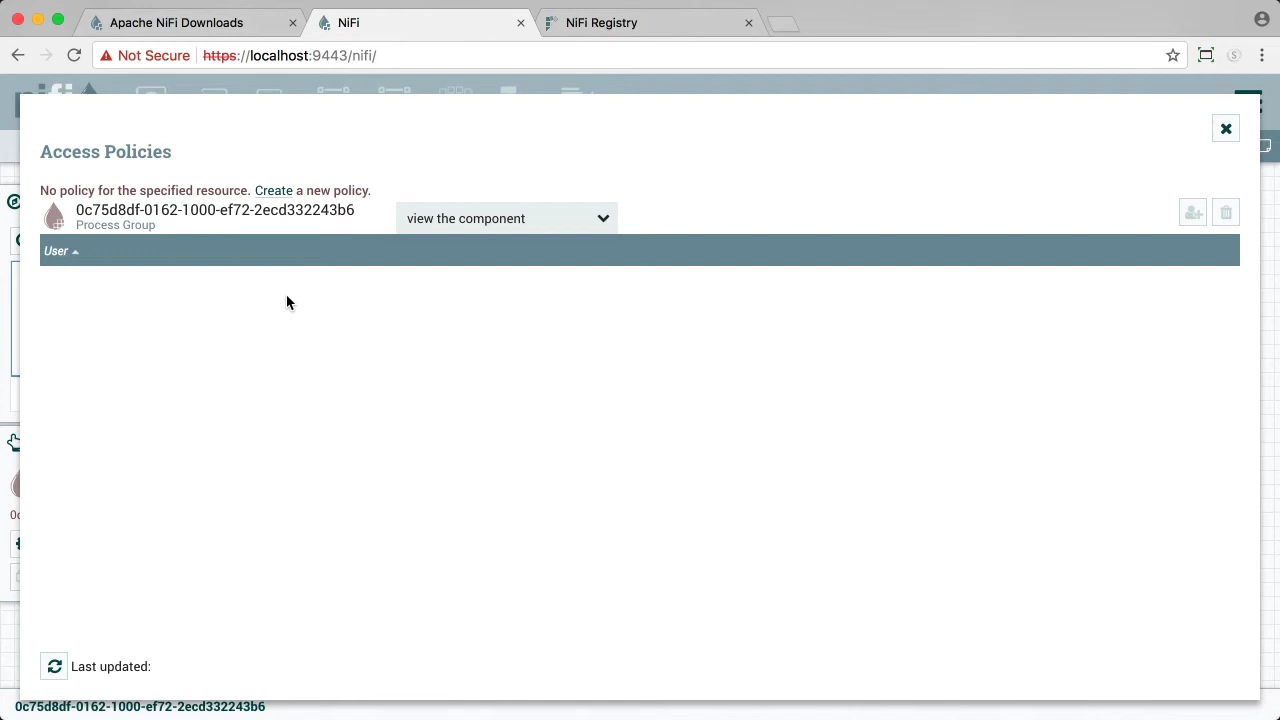 Apache NiFi Downloads
NiFi
NiFi Registry
Not Secure
https://localhost:9443/nifi/
Access Policies
No policy for the specified resource. Create a new policy.
0c75d8df-0162-1000-ef72-2ecd332243b6
Process Group
view the component
User
Last updated:
0c75d8df-0162-1000-ef72-2ecd332243b6